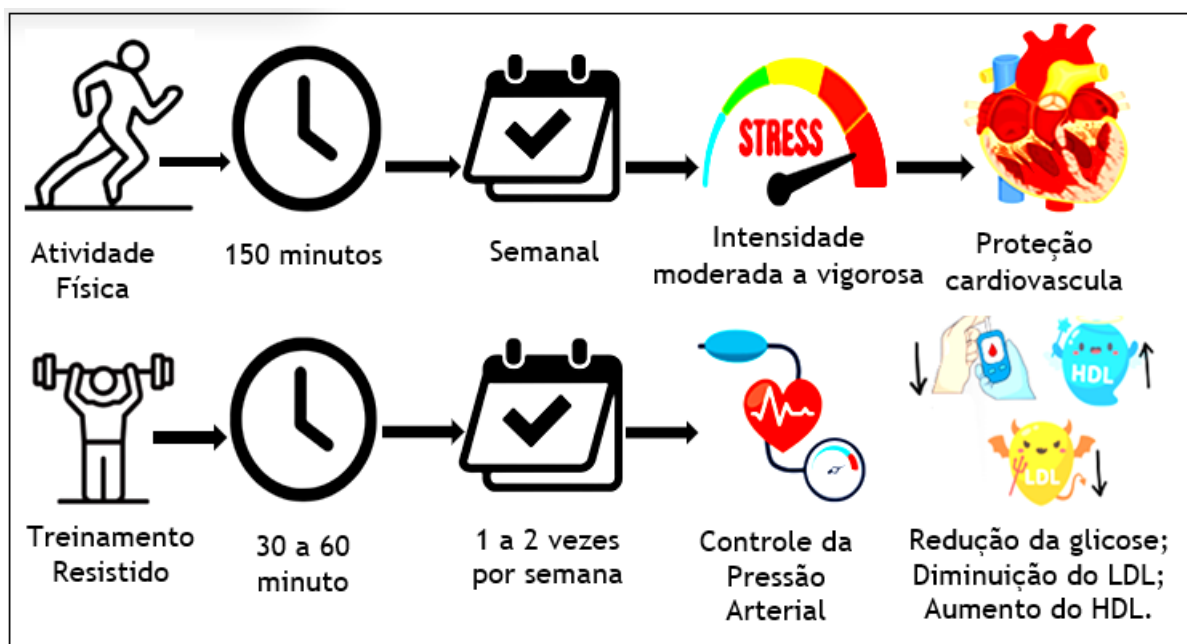 STRESS
Atividade
Física
150 minutos
Semanal
Intensidade
moderada a vigorosa
Proteção
cardiovascula
HDL
LDL
Treinamento
Resistido
30 a 60
minuto
1 a 2 vezes
por semana
Controle da
Pressão
Arterial
Redução da glicose;
Diminuição do LDL;
Aumento do HDL.